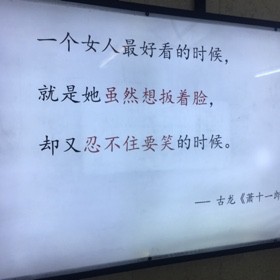 一个女人最好看的时候，
就是她虽然想扳着脸，
却又忍不住要笑的时候。
—— 古龙《萧十一郎